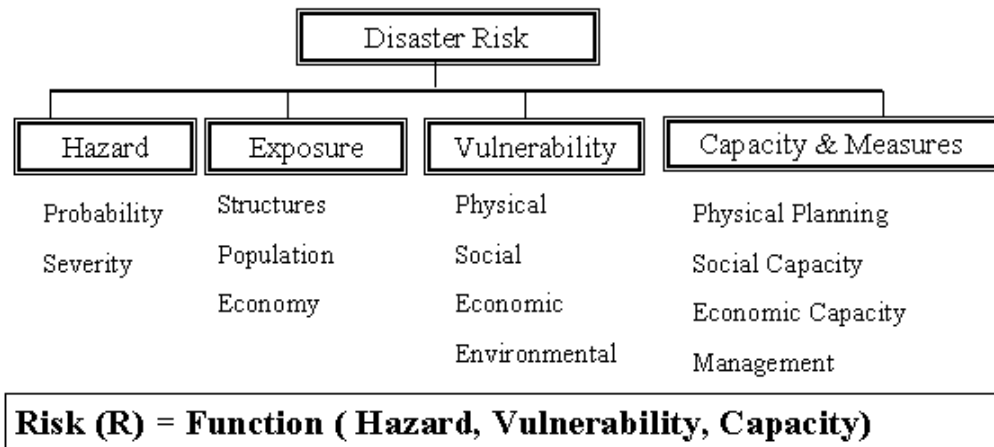 Disaster Risk
Hazard
Exposure
Vulnerability
Capacity & Measures
Probability
Severity
Structures
Population
Economy
Physical
Social
Economic
Environmental
Physical Planning
Social Capacity
Economic Capacity
Management
Risk (R) = Function ( Hazard, Vulnerability, Capacity)